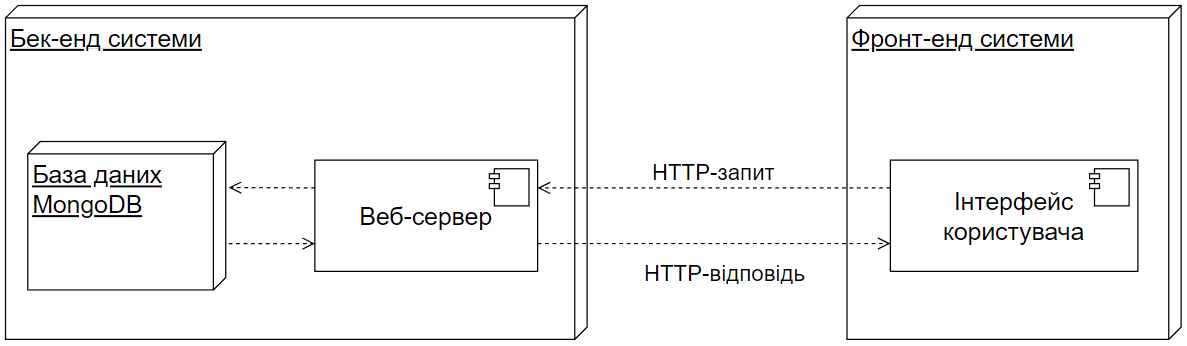 Бек-енд системи
Фронт-енд системи
База даних
MongoDB
Веб-сервер
HTTP-запит
HTTP-відповідь
Інтерфейс
користувача